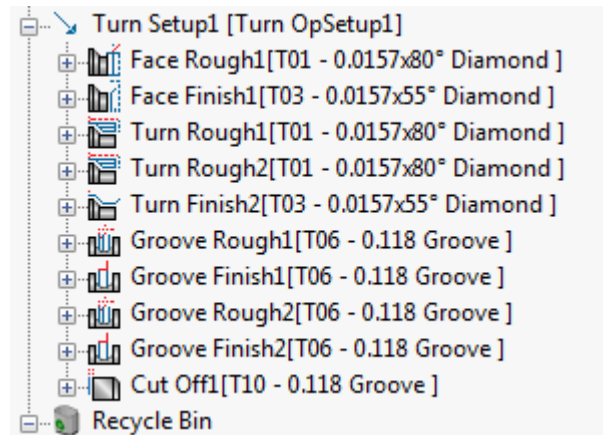 Turn Setup1 [Turn OpSetup1]
Face Rough1[T01 - 0.0157x80° Diamond ]
Face Finish1[T03 - 0.0157x55° Diamond ]
Turn Rough1[T01 - 0.0157x80° Diamond ]
Turn Rough2[T01 - 0.0157x80° Diamond ]
Turn Finish2[T03 - 0.0157x55° Diamond ]
Groove Rough1[T06 - 0.118 Groove ]
Groove Finish1[T06 - 0.118 Groove ]
Groove Rough2[T06 - 0.118 Groove ]
Groove Finish2[T06 - 0.118 Groove ]
Cut Off1[T10 - 0.118 Groove ]
Recycle Bin